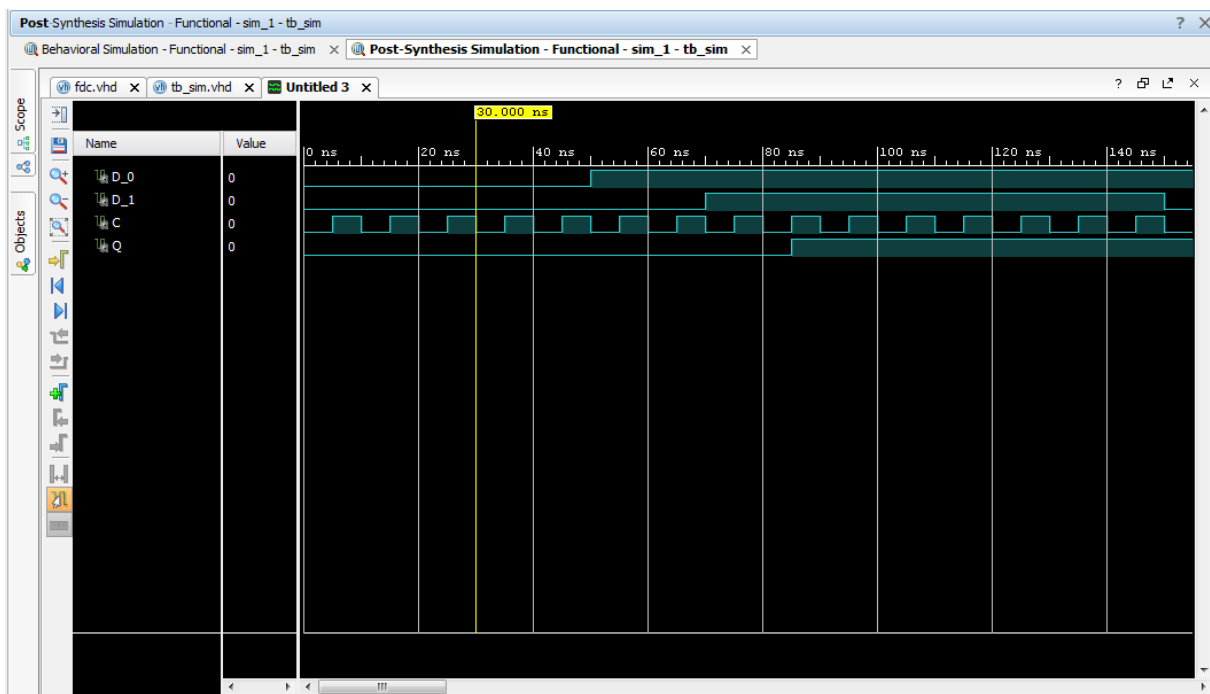 Post-Synthesis Simulation - Functional - sim_1 - tb_sim ? ×
Behavioral Simulation - Functional - sim_1 - tb_sim × Post-Synthesis Simulation - Functional - sim_1 - tb_sim ×
Scope
Objects
fdc.vhd × tb_sim.vhd × Untitled 3 × ? ×
30.000 ns
Name Value
0 ns 20 ns 40 ns 60 ns 80 ns 100 ns 120 ns 140 ns
D_0 0
D_1 0
C 0
Q 0